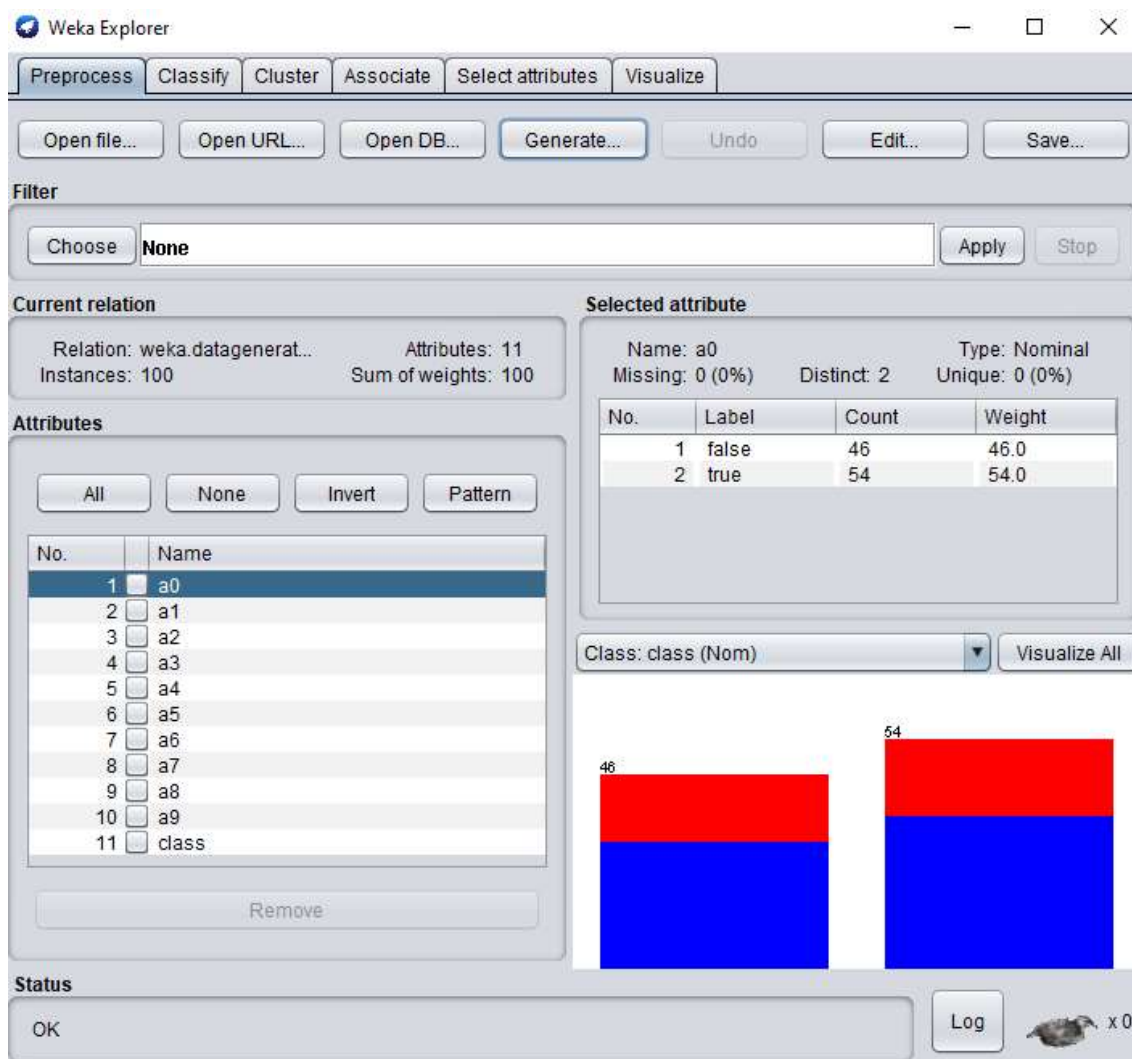 Weka Explorer
Preprocess Classify Cluster Associate Select attributes Visualize
Open file... Open URL... Open DB... Generate... Undo Edit... Save...
Filter
Choose None Apply Stop
Current relation
Relation: weka.datagenerat... Attributes: 11
Instances: 100 Sum of weights: 100
Attributes
All None Invert Pattern
No. Name
1 a0
2 a1
3 a2
4 a3
5 a4
6 a5
7 a6
8 a7
9 a8
10 a9
11 class
Remove
Selected attribute
Name: a0 Type: Nominal
Missing: 0 (0%) Distinct: 2 Unique: 0 (0%)
No. Label Count Weight
1 false 46 46.0
2 true 54 54.0
Class: class (Nom) Visualize All
46
54
Status
OK
Log x 0